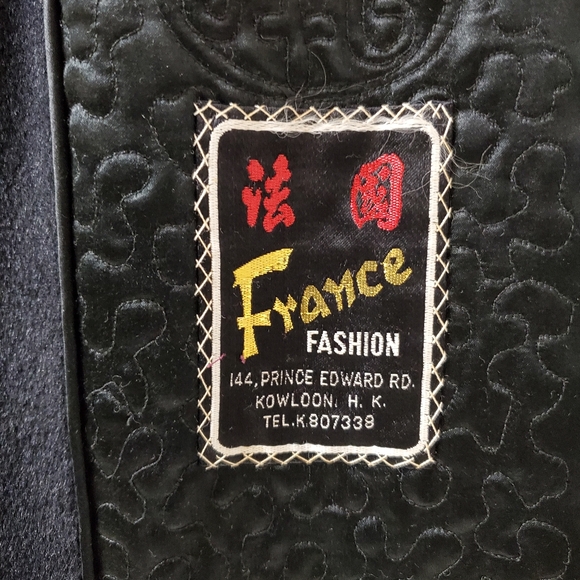 法國
France
FASHION
144, PRINCE EDWARD RD.
KOWLOON. H. K.
TEL.K.807338